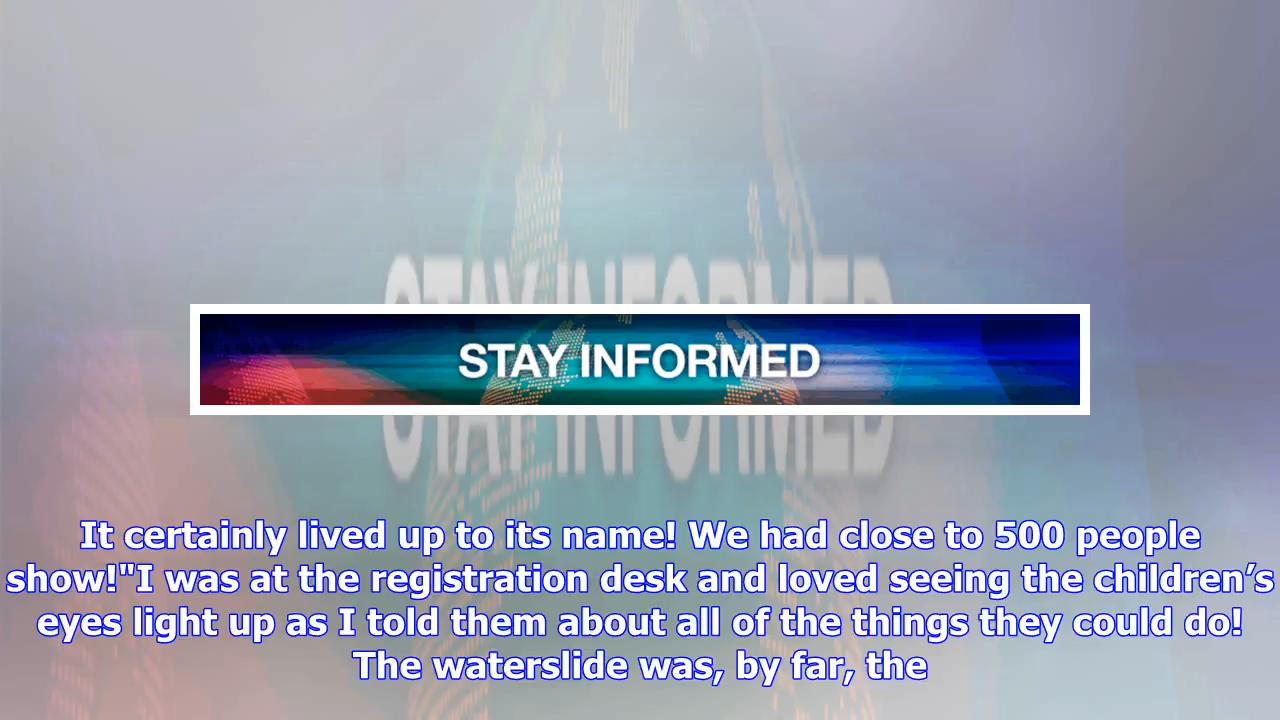 STAY INFORMED
STAY INFORMED
It certainly lived up to its name! We had close to 500 people
show!"I was at the registration desk and loved seeing the children’s
eyes light up as I told them about all of the things they could do!
The waterslide was, by far, the